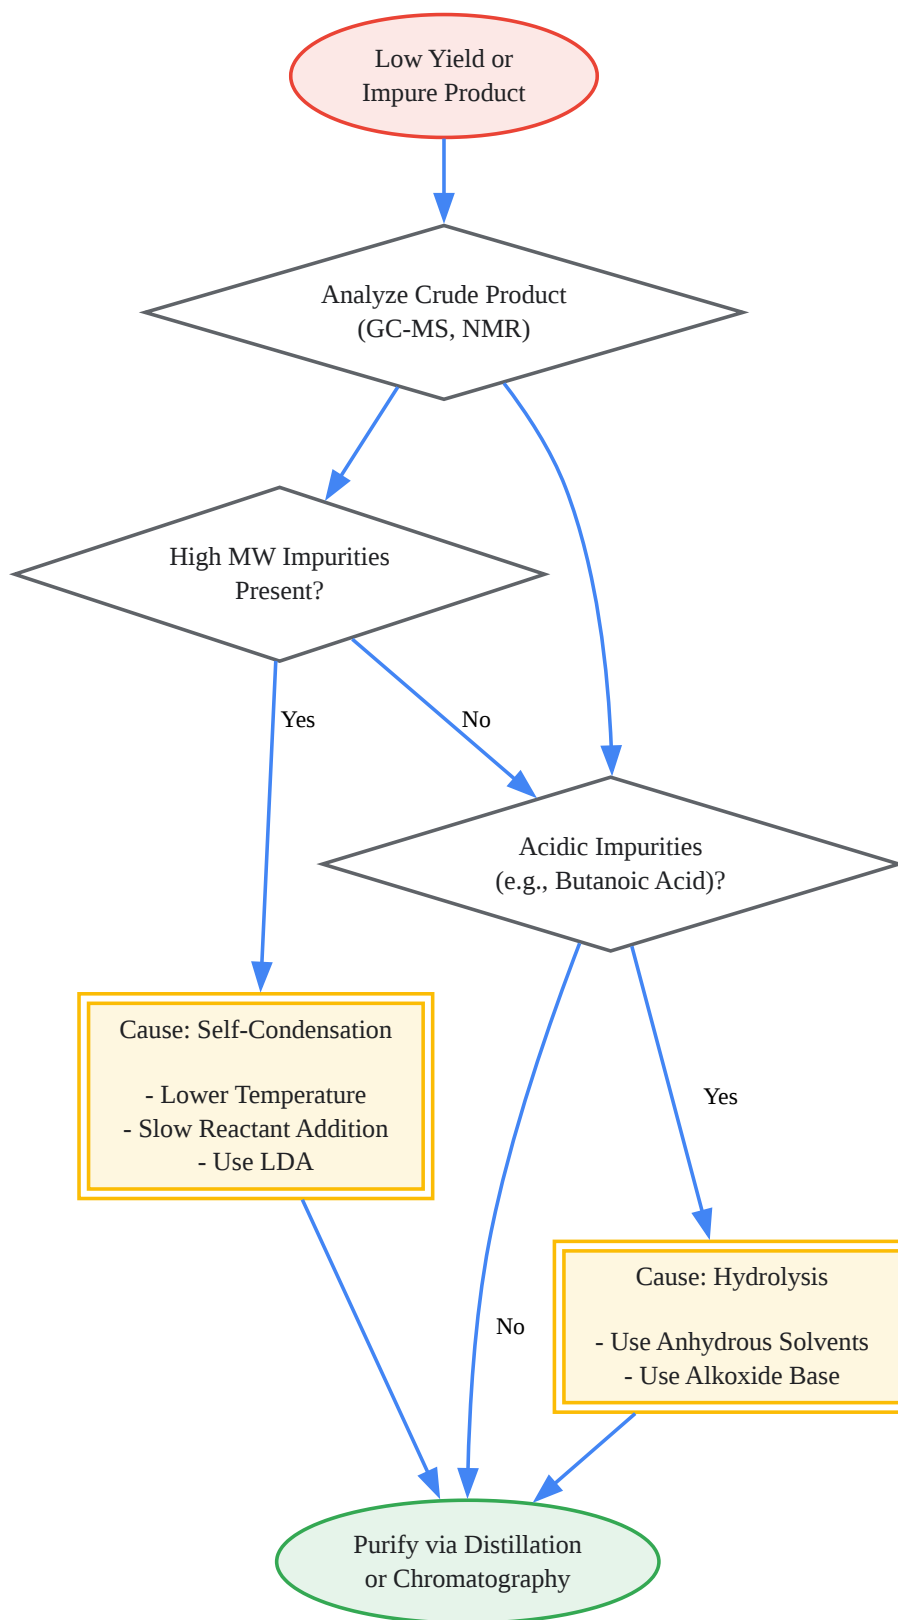 Low Yield or
Impure Product
Analyze Crude Product
(GC-MS, NMR)
High MW Impurities
Present?
Yes
No
Acidic Impurities
(e.g., Butanoic Acid)?
Cause: Self-Condensation
- Lower Temperature
- Slow Reactant Addition
- Use LDA
Yes
No
Cause: Hydrolysis
- Use Anhydrous Solvents
- Use Alkoxide Base
Purify via Distillation
or Chromatography